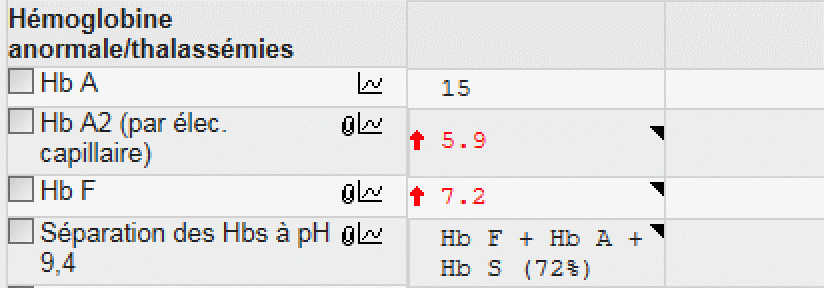 Hémoglobine
anormale/thalassémies
Hb A 15
Hb A2 (par élec.
capillaire) 5.9
Hb F 7.2
Séparation des Hbs à pH Hb F + Hb A +
9,4 Hb S (72%)